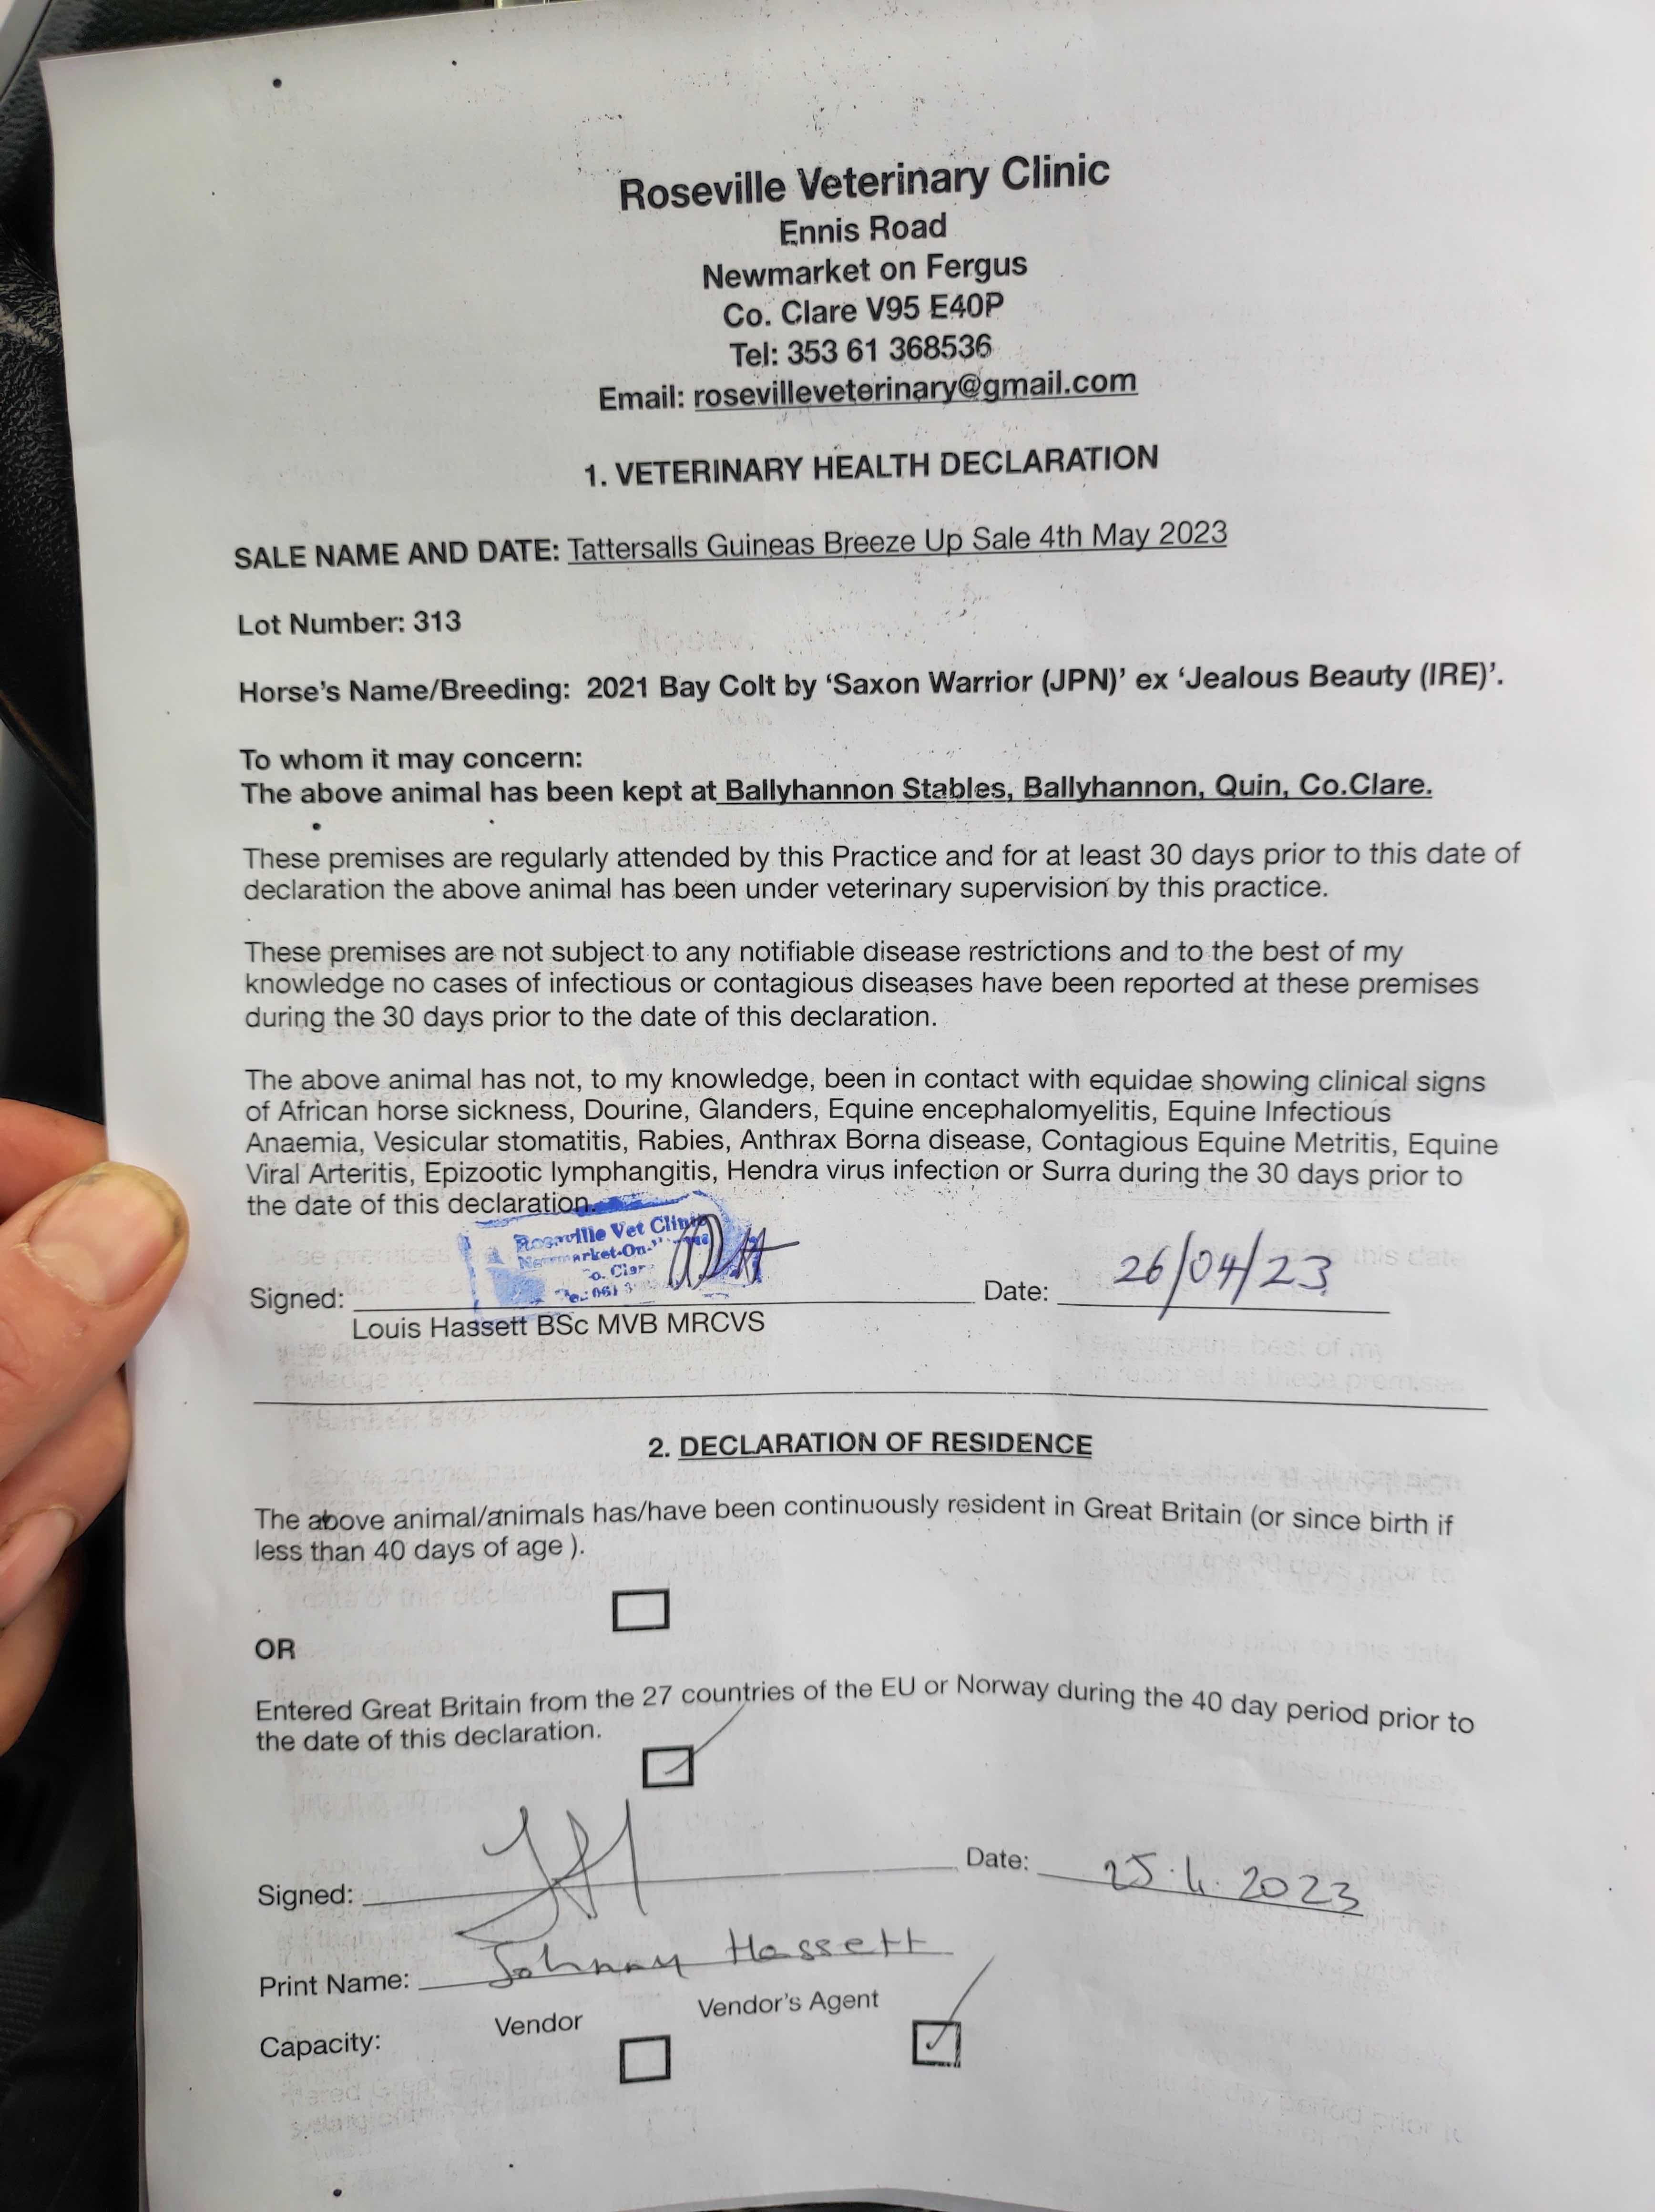 Roseville Veterinary Clinic
Ennis Road
Newmarket on Fergus
Co. Clare V95 E40P
Tel: 353 61 368536
Email: rosevilleveterinary@gmail.com
1. VETERINARY HEALTH DECLARATION
SALE NAME AND DATE: Tattersalls Guineas Breeze Up Sale 4th May 2023
Lot Number: 313
Horse's Name/Breeding: 2021 Bay Colt by ‘Saxon Warrior (JPN)’ ex ‘Jealous Beauty (IRE)’.
To whom it may concern:
The above animal has been kept at Ballyhannon Stables, Ballyhannon, Quin, Co.Clare.
These premises are regularly attended by this Practice and for at least 30 days prior to this date of
declaration the above animal has been under veterinary supervision by this practice.
These premises are not subject to any notifiable disease restrictions and to the best of my
knowledge no cases of infectious or contagious diseases have been reported at these premises
during the 30 days prior to the date of this declaration.
The above animal has not, to my knowledge, been in contact with equidae showing clinical signs
of African horse sickness, Dourine, Glanders, Equine encephalomyelitis, Equine Infectious
Anaemia, Vesicular stomatitis, Rabies, Anthrax Borna disease, Contagious Equine Metritis, Equine
Viral Arteritis, Epizootic lymphangitis, Hendra virus infection or Surra during the 30 days prior to
the date of this declaration.
Roseville Vet Clinic
Signed: Date: 26/04/23
Louis Hassett BSc MVB MRCVS
2. DECLARATION OF RESIDENCE
The above animal/animals has/have been continuously resident in Great Britain (or since birth if
less than 40 days of age ).
OR
Entered Great Britain from the 27 countries of the EU or Norway during the 40 day period prior to
the date of this declaration.
Signed: Date: 25.4.2023
Print Name: Johnny Hassett
Capacity: Vendor Vendor's Agent